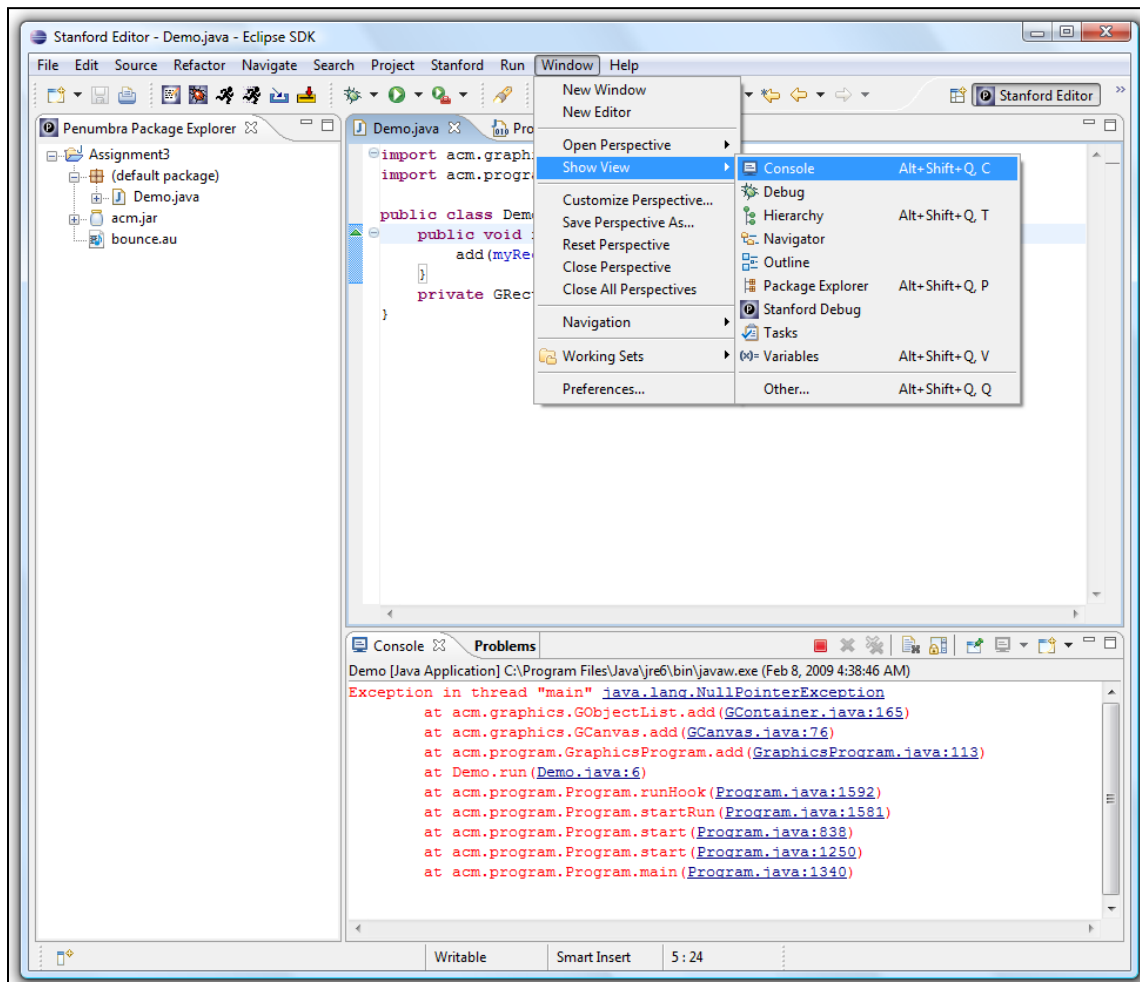 Stanford Editor - Demo.java - Eclipse SDK
File Edit Source Refactor Navigate Search Project Stanford Run Window Help
Stanford Editor
Penumbra Package Explorer
Assignment3
(default package)
Demo.java
acm.jar
bounce.au
Demo.java
import acm.
import acm.
public class
public void
add(
}
private
}
New Window
New Editor
Open Perspective
Show View
Customize Perspective...
Save Perspective As...
Reset Perspective
Close Perspective
Close All Perspectives
Navigation
Working Sets
Preferences...
Console Alt+Shift+Q, C
Debug
Hierarchy Alt+Shift+Q, T
Navigator
Outline
Package Explorer Alt+Shift+Q, P
Stanford Debug
Tasks
(x)= Variables Alt+Shift+Q, V
Other... Alt+Shift+Q, Q
Console Problems
Demo [Java Application] C:\Program Files\Java\jre6\bin\javaw.exe (Feb 8, 2009 4:38:46 AM)
Exception in thread "main" java.lang.NullPointerException
at acm.graphics.GObjectList.add(GContainer.java:165)
at acm.graphics.GCanvas.add(GCanvas.java:76)
at acm.program.GraphicsProgram.add(GraphicsProgram.java:113)
at Demo.run(Demo.java:6)
at acm.program.Program.runHook(Program.java:1592)
at acm.program.Program.startRun(Program.java:1581)
at acm.program.Program.start(Program.java:838)
at acm.program.Program.start(Program.java:1250)
at acm.program.Program.main(Program.java:1340)
Writable Smart Insert 5 : 24